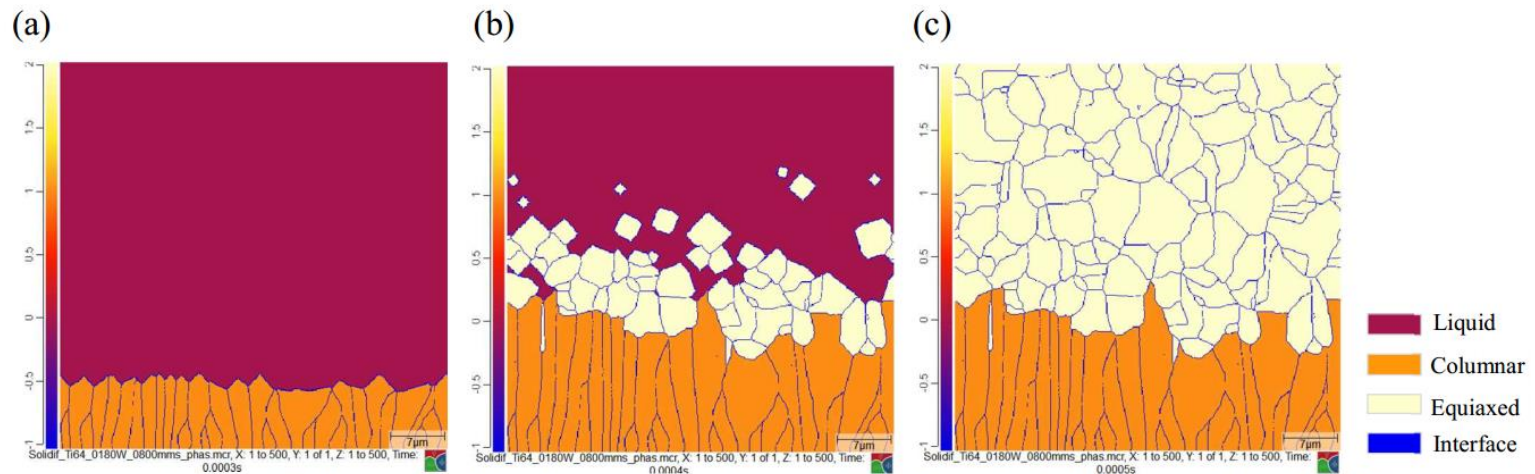 (a)
(b)
(c)
2
1.5
1
0.5
0
-0.5
-1
7μm
Solidif_Ti64_0180W_0800mms_phas.mcr, X: 1 to 500, Y: 1 of 1, Z: 1 to 500, Time:
0.0003s
2
1.5
1
0.5
0
-0.5
-1
7μm
Solidif_Ti64_0180W_0800mms_phas.mcr, X: 1 to 500, Y: 1 of 1, Z: 1 to 500, Time:
0.0004s
2
1.5
1
0.5
0
-0.5
-1
7μm
Solidif_Ti64_0180W_0800mms_phas.mcr, X: 1 to 500, Y: 1 of 1, Z: 1 to 500, Time:
0.0005s
Liquid
Columnar
Equiaxed
Interface